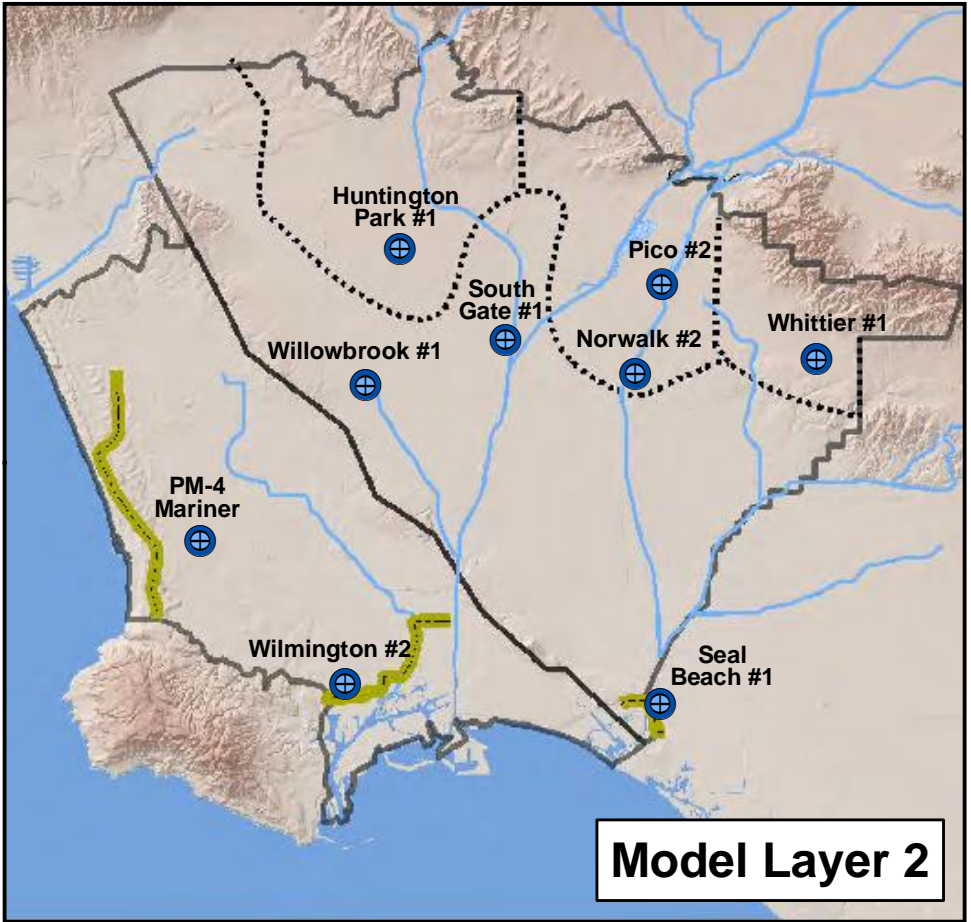 Huntington
Park #1
Pico #2
South
Gate #1
Whittier #1
Norwalk #2
Willowbrook #1
PM-4
Mariner
Wilmington #2
Seal
Beach #1
Model Layer 2